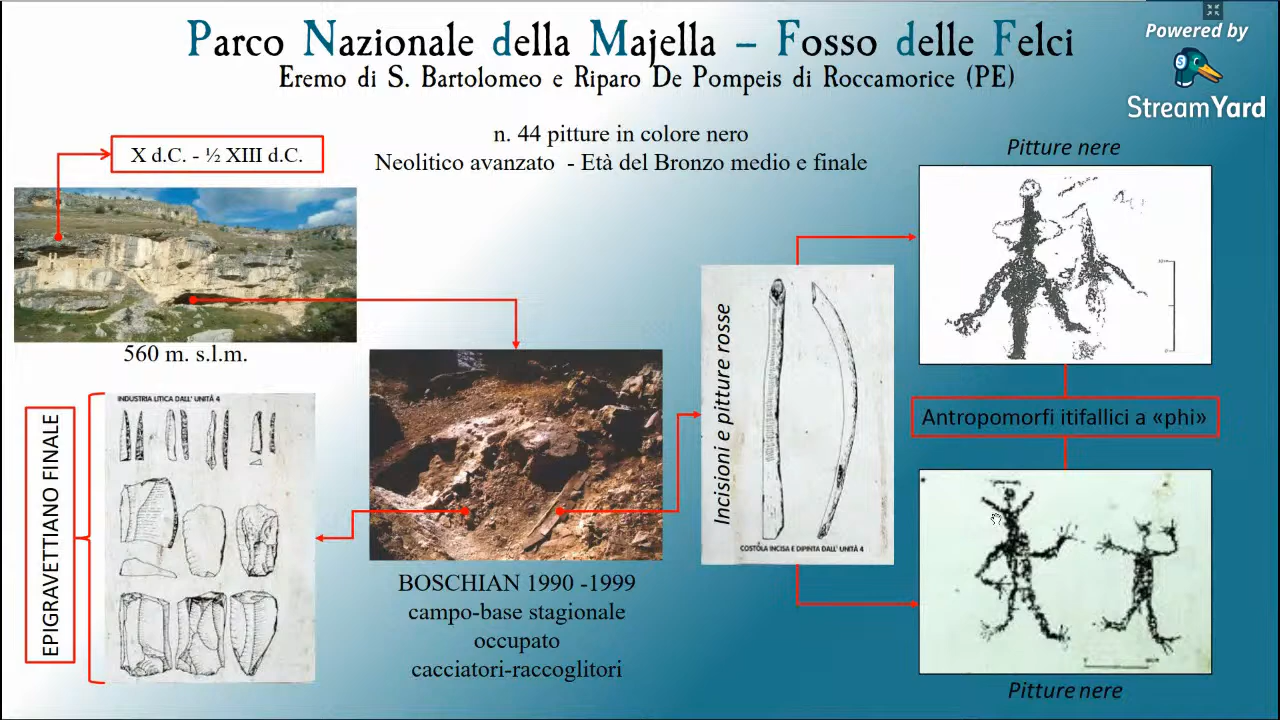 Parco Nazionale della Majella – Fosso delle Felci
Eremo di S. Bartolomeo e Riparo De Pompeis di Roccamorice (PE)
Powered by
StreamYard
n. 44 pitture in colore nero
Neolitico avanzato - Età del Bronzo medio e finale
X d.C. - ½ XIII d.C.
560 m. s.l.m.
EPIGRAVETTIANO FINALE
INDUSTRIA LITICA DALL' UNITÁ 4
BOSCHIAN 1990 -1999
campo-base stagionale
occupato
cacciatori-raccoglitori
Incisioni e pitture rosse
COSTOLA INCISA E DIPINTA DALL' UNITÀ 4
Pitture nere
Antropomorfi itifallici a «phi»
Pitture nere